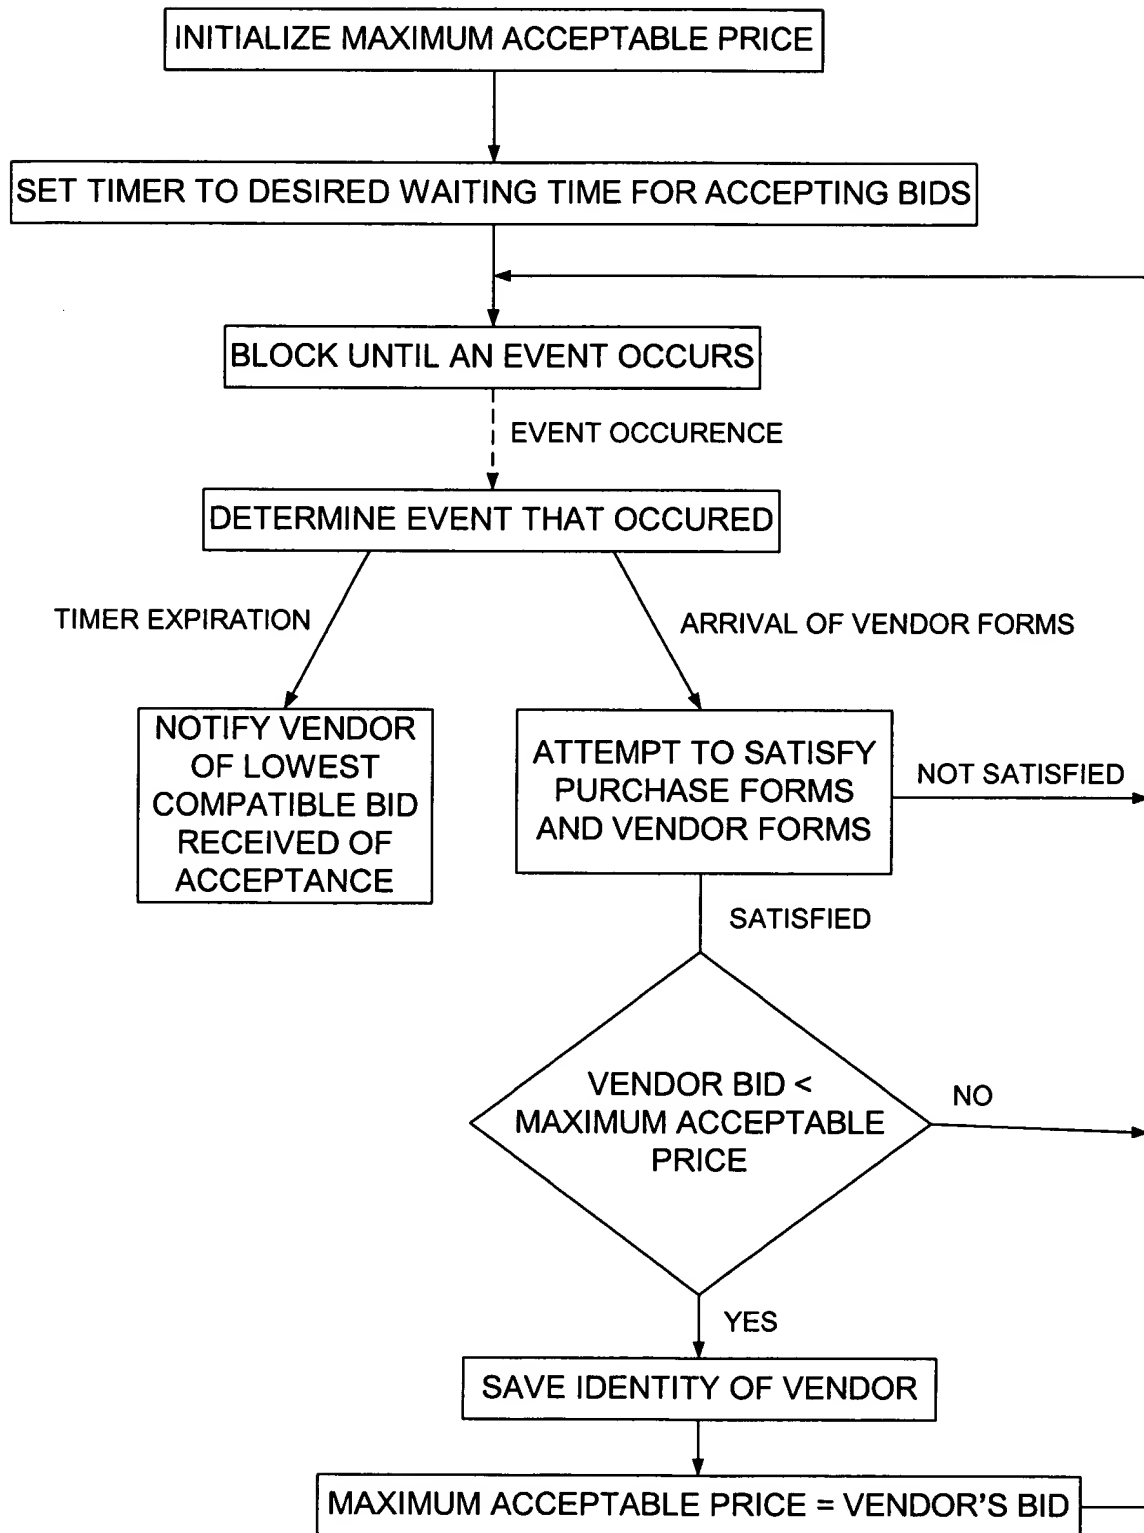 INITIALIZE MAXIMUM ACCEPTABLE PRICE
SET TIMER TO DESIRED WAITING TIME FOR ACCEPTING BIDS
BLOCK UNTIL AN EVENT OCCURS
EVENT OCCURENCE
DETERMINE EVENT THAT OCCURED
TIMER EXPIRATION
ARRIVAL OF VENDOR FORMS
NOTIFY VENDOR
OF LOWEST
COMPATIBLE BID
RECEIVED OF
ACCEPTANCE
ATTEMPT TO SATISFY
PURCHASE FORMS
AND VENDOR FORMS
NOT SATISFIED
SATISFIED
VENDOR BID <
MAXIMUM ACCEPTABLE
PRICE
NO
YES
SAVE IDENTITY OF VENDOR
MAXIMUM ACCEPTABLE PRICE = VENDOR'S BID